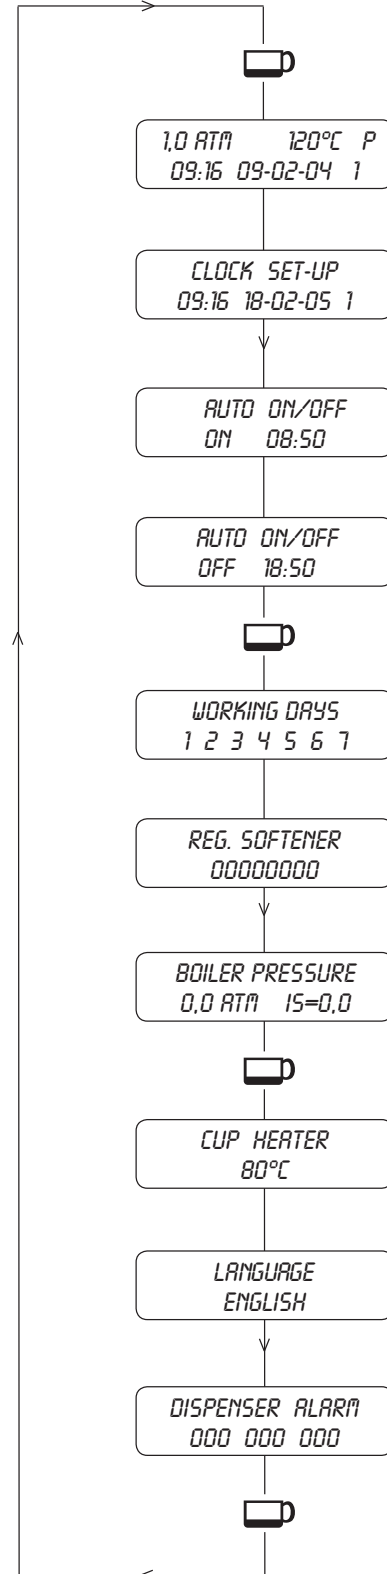 1,0 ATM 120°C P
09:16 09-02-04 1
CLOCK SET-UP
09:16 18-02-05 1
AUTO ON/OFF
ON 08:50
AUTO ON/OFF
OFF 18:50
WORKING DAYS
1 2 3 4 5 6 7
REG. SOFTENER
00000000
BOILER PRESSURE
0,0 ATM IS=0,0
CUP HEATER
80°C
LANGUAGE
ENGLISH
DISPENSER ALARM
000 000 000